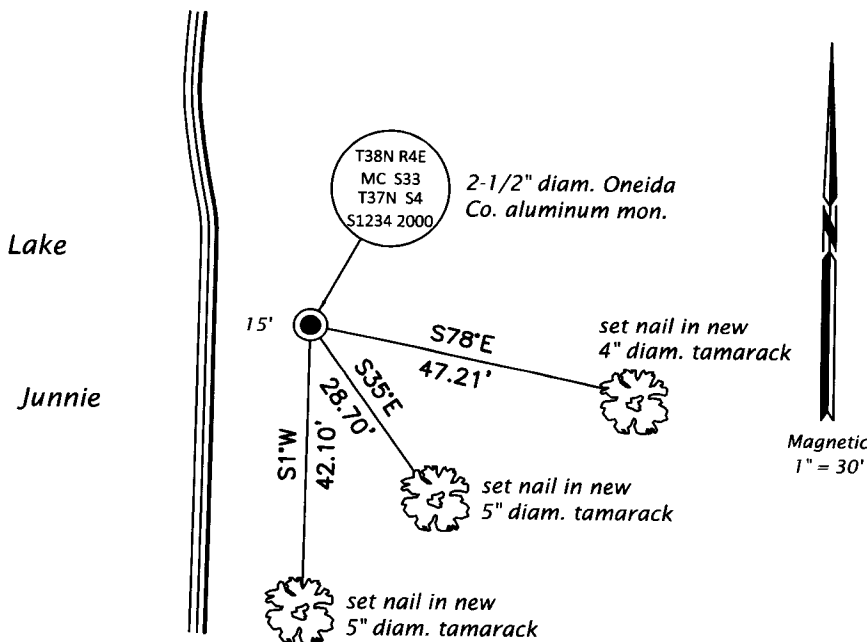 T38N R4E
MC S33
T37N S4
S1234 2000
2-1/2" diam. Oneida
Co. aluminum mon.
Lake
15'
S78°E
47.21'
set nail in new
4" diam. tamarack
S35°E
28.70'
Junnie
S1°W
42.10'
N
Magnetic
1" = 30'
set nail in new
5" diam. tamarack
set nail in new
5" diam. tamarack